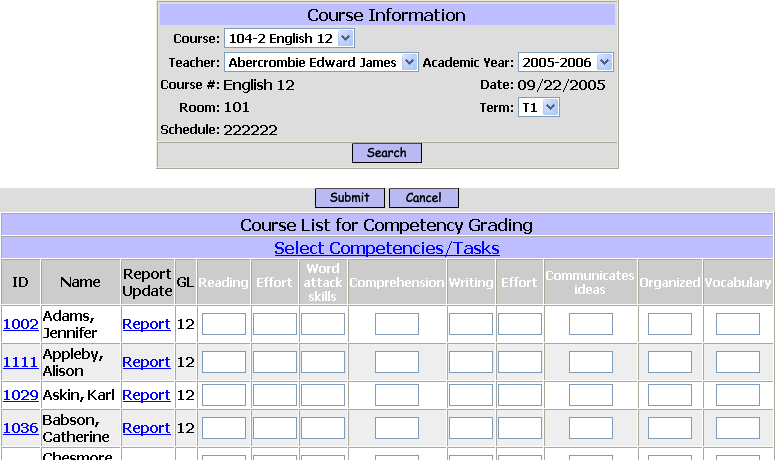 Course Information
Course: 104-2 English 12
Teacher: Abercrombie Edward James Academic Year: 2005-2006
Course #: English 12 Date: 09/22/2005
Room: 101 Term: T1
Schedule: 222222
Search
Submit Cancel
Course List for Competency Grading
Select Competencies/Tasks
ID Name Report Update GL Reading Effort Word attack skills Comprehension Writing Effort Communicates ideas Organized Vocabulary
1002 Adams, Jennifer Report 12
1111 Appleby, Alison Report 12
1029 Askin, Karl Report 12
1036 Babson, Catherine Report 12
Chesmore